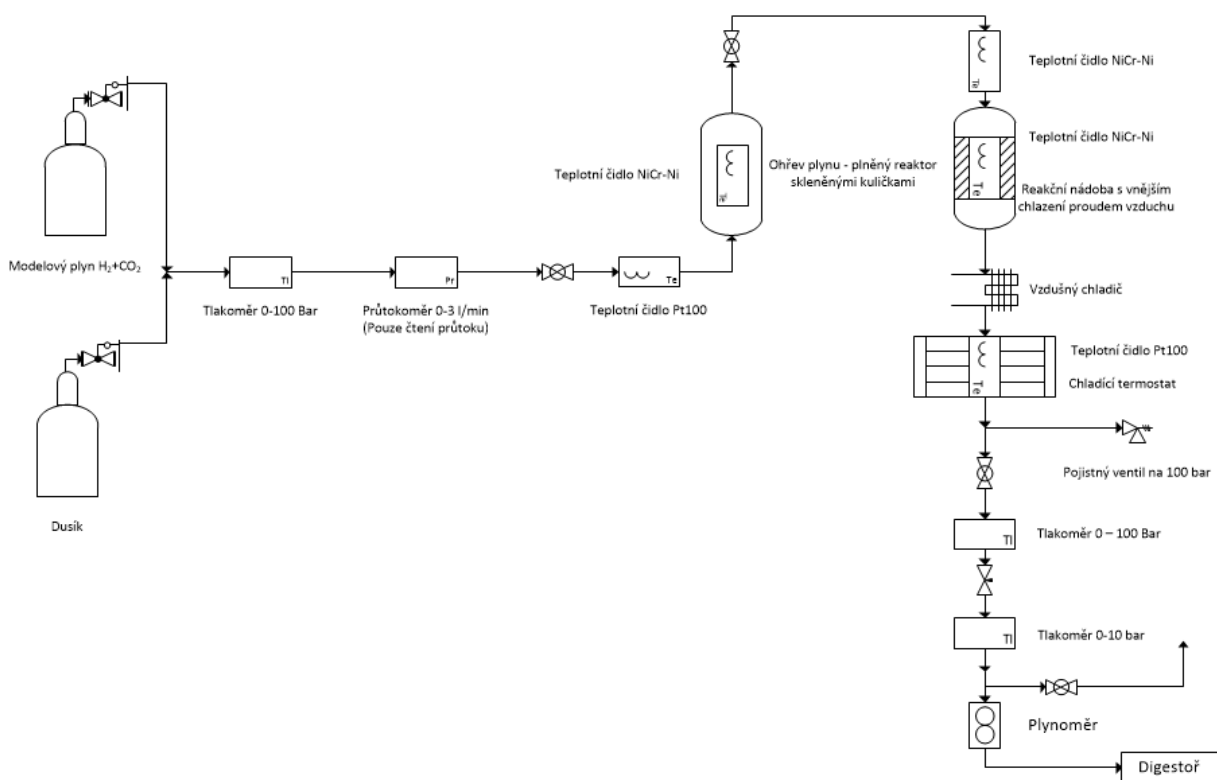 Teplotní čidlo NiCr-Ni
Te
Teplotní čidlo NiCr-Ni
Te
Reakční nádoba s vnějším
chlazení proudem vzduchu
Teplotní čidlo NiCr-Ni
Ohřev plynu - plněný reaktor
skleněnými kuličkami
Modelový plyn H₂+CO₂
TI
Tlakoměr 0-100 Bar
Pr
Průtokoměr 0-3 l/min
(Pouze čtení průtoku)
Te
Teplotní čidlo Pt100
Vzdušný chladič
Teplotní čidlo Pt100
Te
Chladící termostat
Pojistný ventil na 100 bar
Dusík
TI
Tlakoměr 0 – 100 Bar
TI
Tlakoměr 0-10 bar
Plynoměr
Digestoř